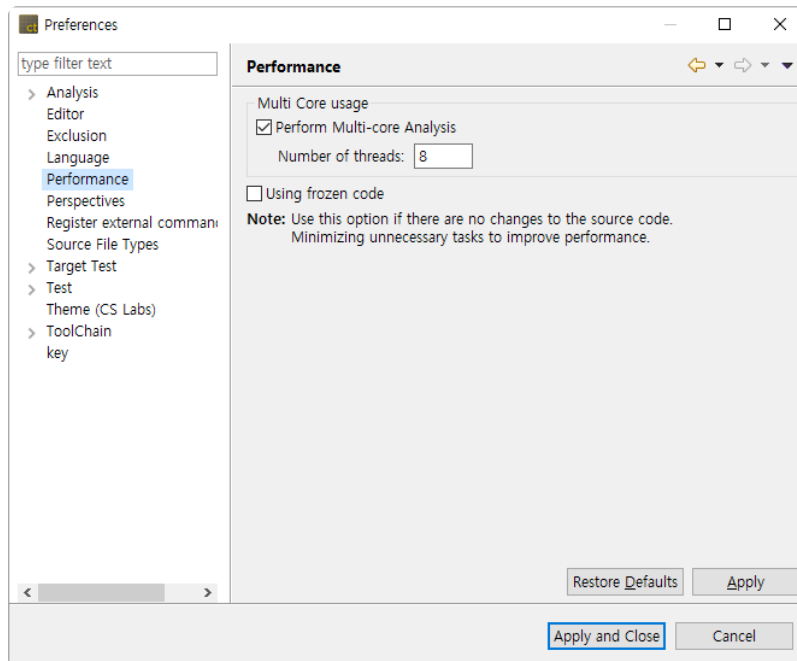 ct Preferences
type filter text
Analysis
Editor
Exclusion
Language
Performance
Perspectives
Register external comman
Source File Types
Target Test
Test
Theme (CS Labs)
ToolChain
key
Performance
Multi Core usage
Perform Multi-core Analysis
Number of threads: 8
Using frozen code
Note: Use this option if there are no changes to the source code.
Minimizing unnecessary tasks to improve performance.
Restore Defaults Apply
Apply and Close Cancel